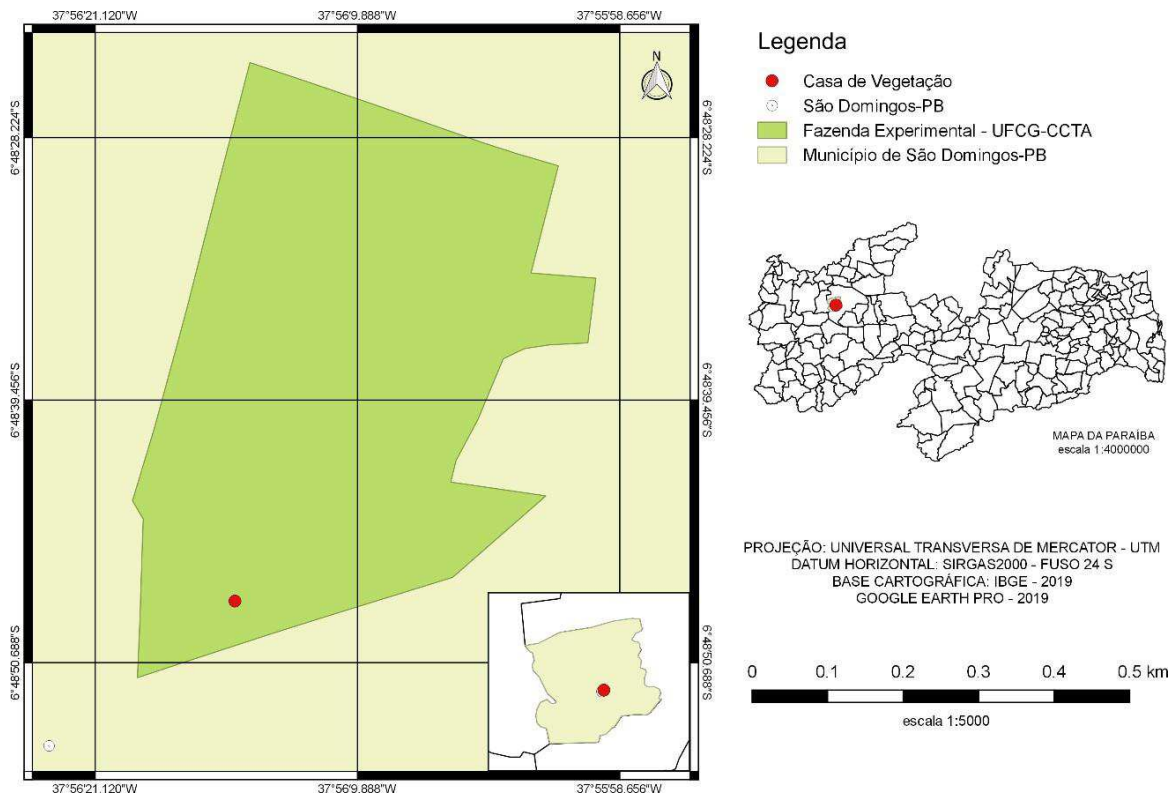 37°56'21.120"W 37°56'9.888"W 37°55'58.656"W
N
6°48'28.224"S
6°48'28.224"S
6°48'39.456"S
6°48'39.456"S
6°48'50.688"S
6°48'50.688"S
37°56'21.120"W 37°56'9.888"W 37°55'58.656"W
Legenda
Casa de Vegetação
São Domingos-PB
Fazenda Experimental - UFCG-CCTA
Município de São Domingos-PB
MAPA DA PARAÍBA
escala 1:4000000
PROJEÇÃO: UNIVERSAL TRANSVERSA DE MERCATOR - UTM
DATUM HORIZONTAL: SIRGAS2000 - FUSO 24 S
BASE CARTOGRÁFICA: IBGE - 2019
GOOGLE EARTH PRO - 2019
0 0.1 0.2 0.3 0.4 0.5 km
escala 1:5000